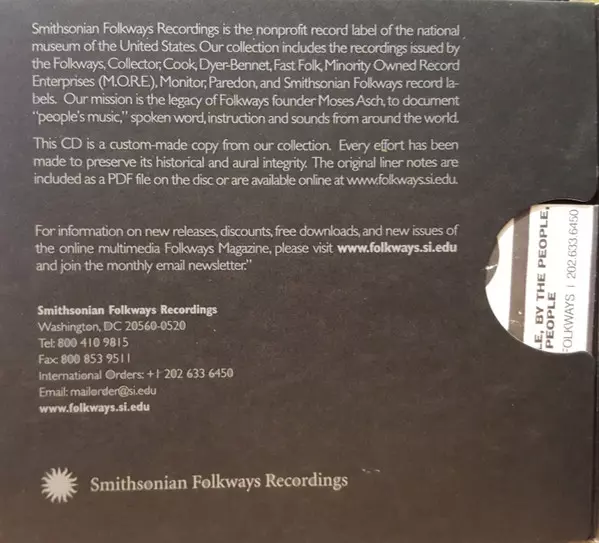 Smithsonian Folkways Recordings is the nonprofit record label of the national
museum of the United States. Our collection includes the recordings issued by
the Folkways, Collector, Cook, Dyer-Bennet, Fast Folk, Minority Owned Record
Enterprises (M.O.R.E), Monitor, Paredon, and Smithsonian Folkways record la-
bels. Our mission is the legacy of Folkways founder Moses Asch, to document
"people's music," spoken word, instruction and sounds from around the world.
This CD is a custom-made copy from our collection. Every effort has been
made to preserve its historical and aural integrity. The original liner notes are
included as a PDF file on the disc or are available online at www.folkways.si.edu.
For information on new releases, discounts, free downloads, and new issues of
the online multimedia Folkways Magazine, please visit www.folkways.si.edu
and join the monthly email newsletter."
Smithsonian Folkways Recordings
Washington, DC 20560-0520
Tel: 800 410 9815
Fax: 800 853 9511
International Orders: +1 202 633 6450
Email: mailorder@si.edu
www.folkways.si.edu
Smithsonian Folkways Recordings
LE, BY THE PEOPLE,
PEOPLE
FOLKWAYS | 202.633.6450